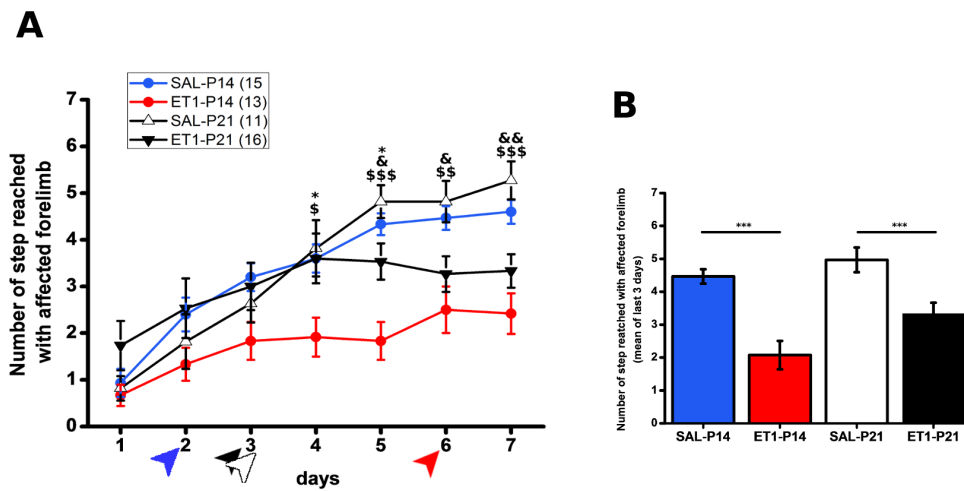 A
SAL-P14 (15
ET1-P14 (13)
SAL-P21 (11)
ET1-P21 (16)
Number of step reached
with affected forelimb
7
6
5
4
3
2
1
0
*
$
*
&
$$$
&
$$
&&
$$$
1 2 3 4 5 6 7
days
B
Number of step reached with affected forelimb
(mean of last 3 days)
7
6
5
4
3
2
1
0
*** ***
SAL-P14 ET1-P14 SAL-P21 ET1-P21